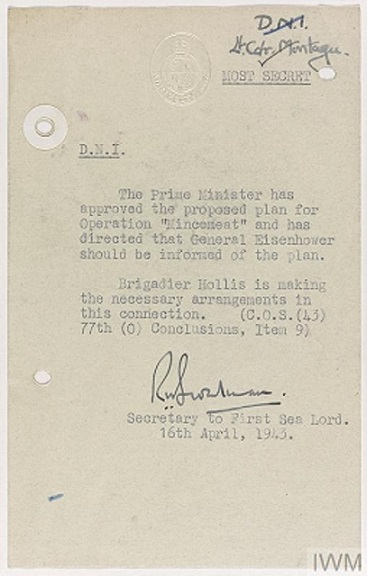 D.N.I.
Lt. Cdr. Montagu.
MOST SECRET
D.N.I.
The Prime Minister has
approved the proposed plan for
Operation "Mincemeat" and has
directed that General Eisenhower
should be informed of the plan.
Brigadier Hollis is making
the necessary arrangements in
this connection. (C.O.S.(43)
77th (O) Conclusions, Item 9)
Secretary to First Sea Lord.
16th April, 1943.
IWM